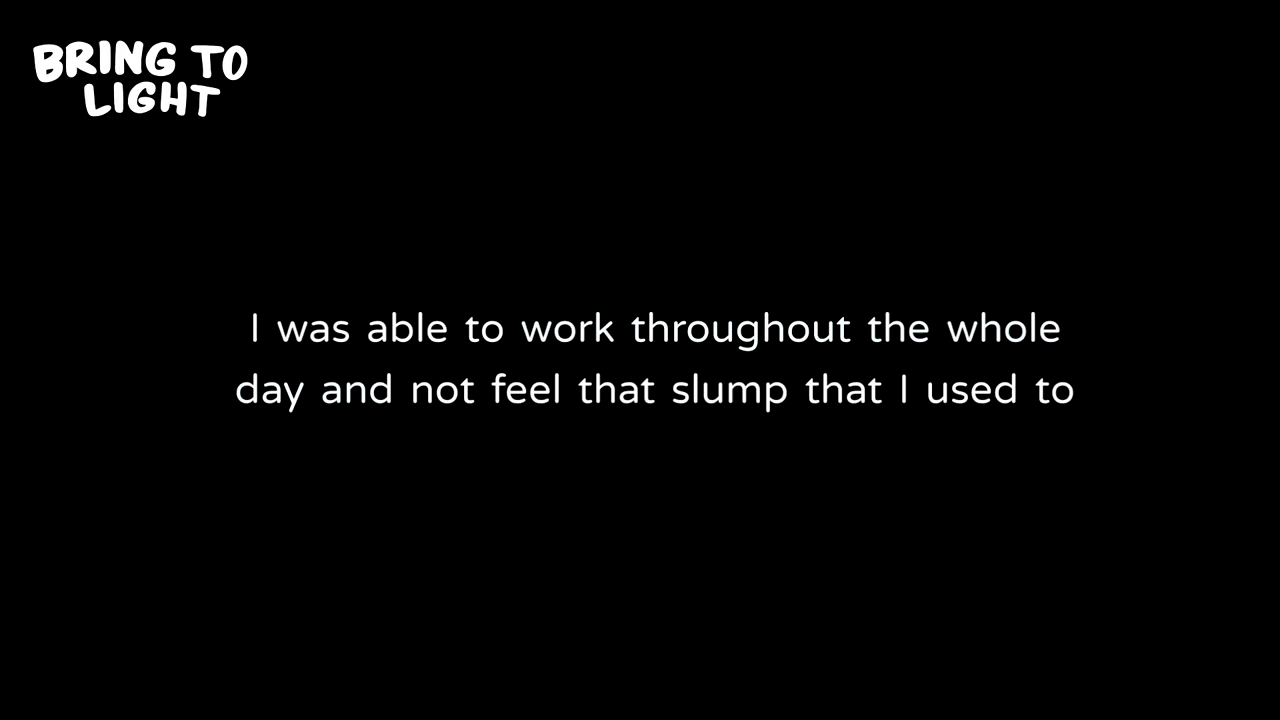 BRING TO
LIGHT
I was able to work throughout the whole
day and not feel that slump that I used to